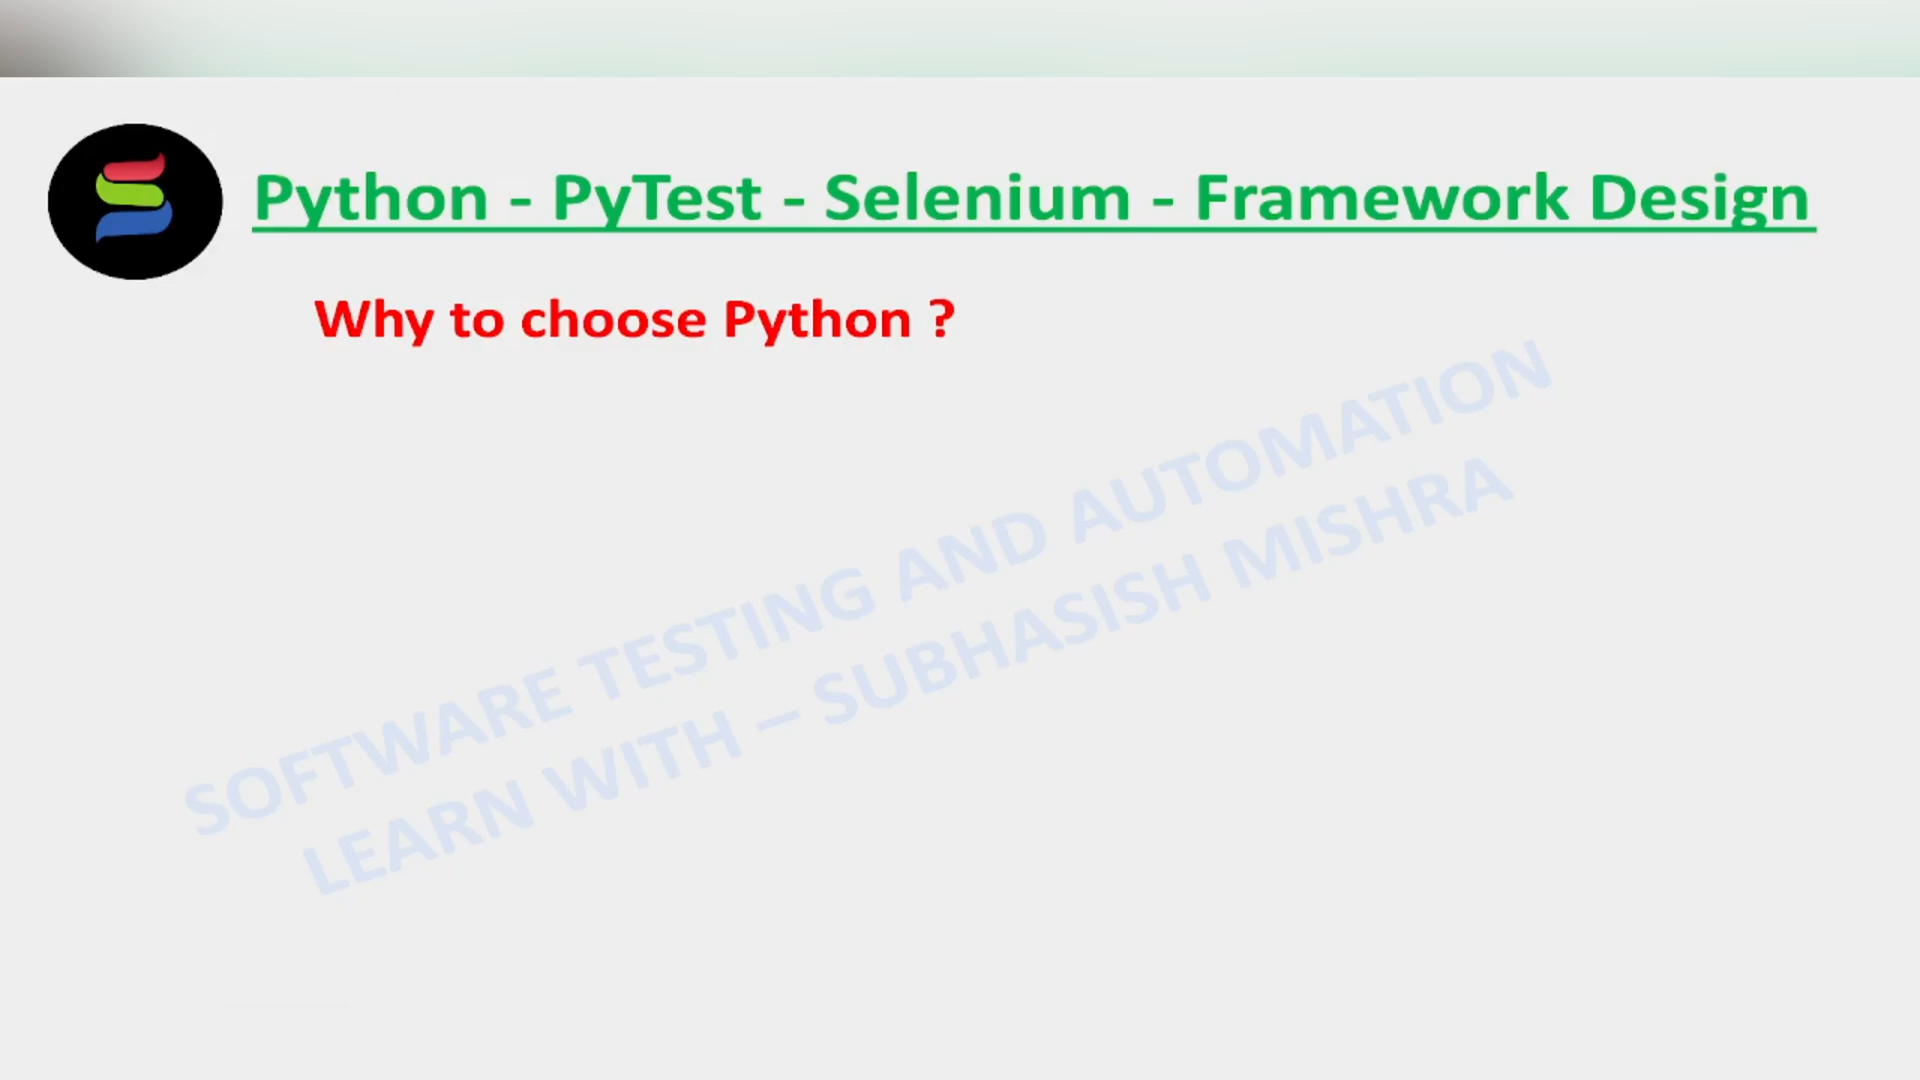 Python - PyTest - Selenium - Framework Design
Why to choose Python ?
SOFTWARE TESTING AND AUTOMATION
LEARN WITH – SUBHASISH MISHRA